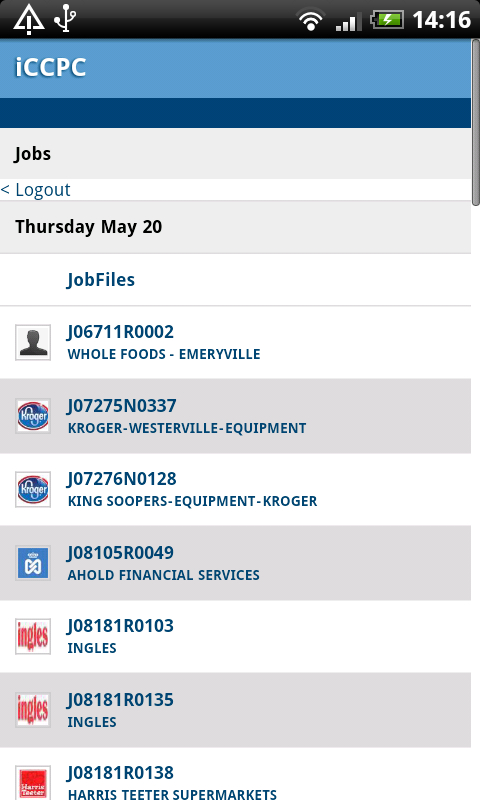 14:16
iCCPC
Jobs
< Logout
Thursday May 20
JobFiles
J06711R0002
WHOLE FOODS - EMERYVILLE
Kroger
J07275N0337
KROGER-WESTERVILLE-EQUIPMENT
Kroger
J07276N0128
KING SOOPERS-EQUIPMENT-KROGER
J08105R0049
AHOLD FINANCIAL SERVICES
ingles
J08181R0103
INGLES
ingles
J08181R0135
INGLES
Harris
Teeter
J08181R0138
HARRIS TEETER SUPERMARKETS